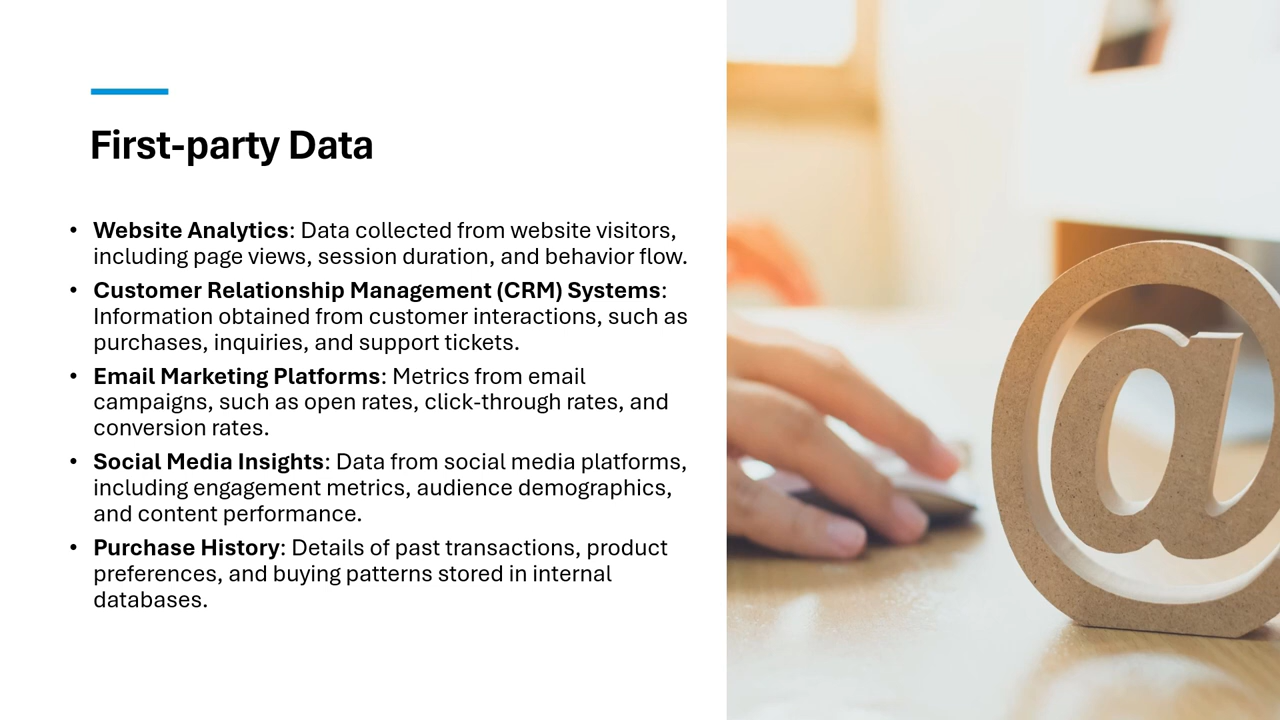 First-party Data
• Website Analytics: Data collected from website visitors,
including page views, session duration, and behavior flow.
• Customer Relationship Management (CRM) Systems:
Information obtained from customer interactions, such as
purchases, inquiries, and support tickets.
• Email Marketing Platforms: Metrics from email
campaigns, such as open rates, click-through rates, and
conversion rates.
• Social Media Insights: Data from social media platforms,
including engagement metrics, audience demographics,
and content performance.
• Purchase History: Details of past transactions, product
preferences, and buying patterns stored in internal
databases.
@